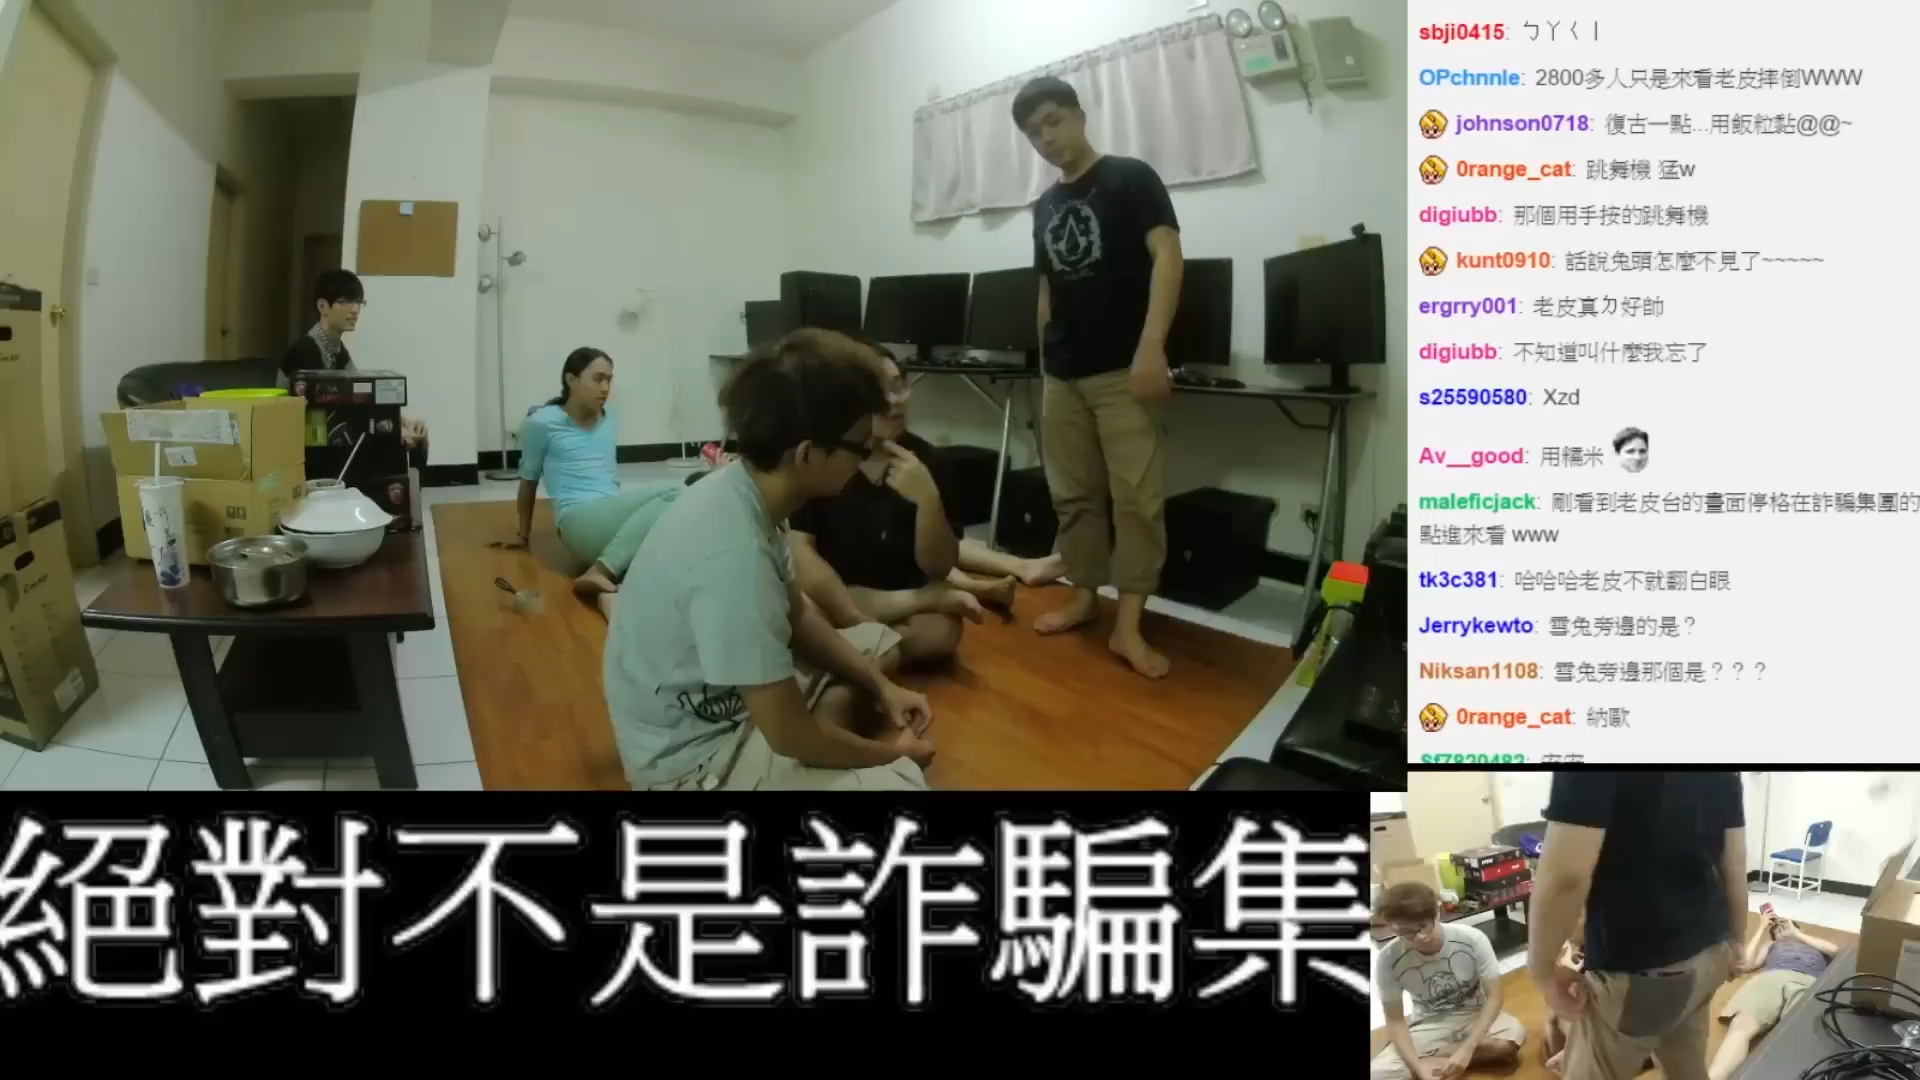 sbji0415: ㄅㄚㄑㄧ
OPchnnle: 2800多人只是來看老皮摔倒WWW
johnson0718: 復古一點...用飯粒黏@@~
0range_cat: 跳舞機 猛w
digiubb: 那個用手按的跳舞機
kunt0910: 話說兔頭怎麼不見了~~~~~
ergrry001: 老皮真ㄉ好帥
digiubb: 不知道叫什麼我忘了
s25590580: Xzd
Av__good: 用糯米
maleficjack: 剛看到老皮台的畫面停格在詐騙集團的
點進來看 www
tk3c381: 哈哈哈老皮不就翻白眼
Jerrykewto: 雪兔旁邊的是？
Niksan1108: 雪兔旁邊那個是？？？
0range_cat: 納歐
絕對不是詐騙集